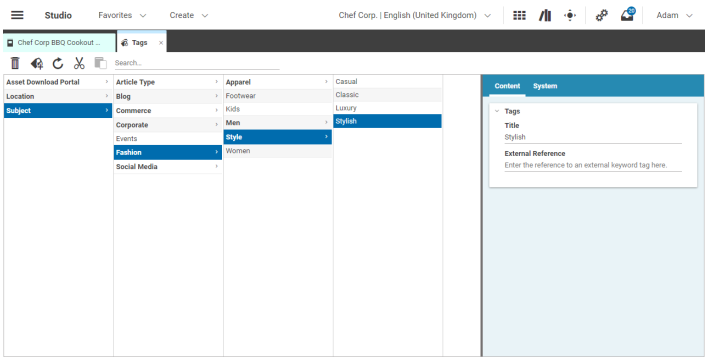 Studio Favorites Create Chef Corp. | English (United Kingdom) 20 Adam
Chef Corp BBQ Cookout ... Tags ×
Search...
Asset Download Portal
Location
Subject
Article Type
Blog
Commerce
Corporate
Events
Fashion
Social Media
Apparel
Footwear
Kids
Men
Style
Women
Casual
Classic
Luxury
Stylish
Content System
Tags
Title
Stylish
External Reference
Enter the reference to an external keyword tag here.